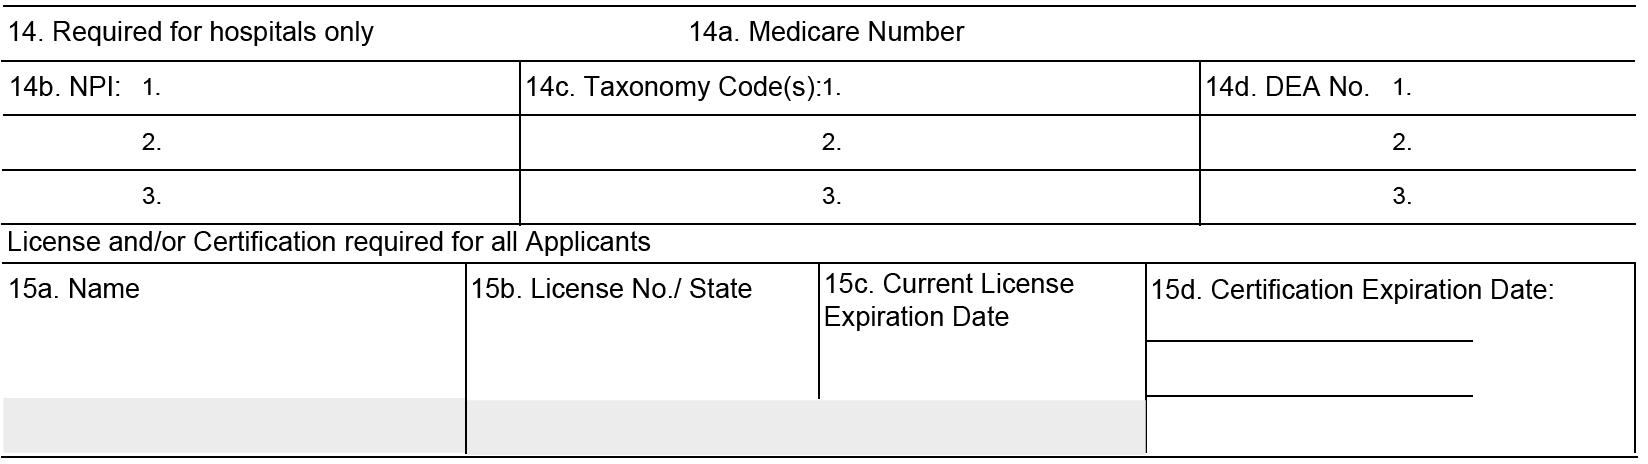 14. Required for hospitals only 14a. Medicare Number
14b. NPI: 1. 14c. Taxonomy Code(s):1. 14d. DEA No. 1.
2. 2. 2.
3. 3. 3.
License and/or Certification required for all Applicants
15a. Name 15b. License No./ State 15c. Current License 15d. Certification Expiration Date:
Expiration Date